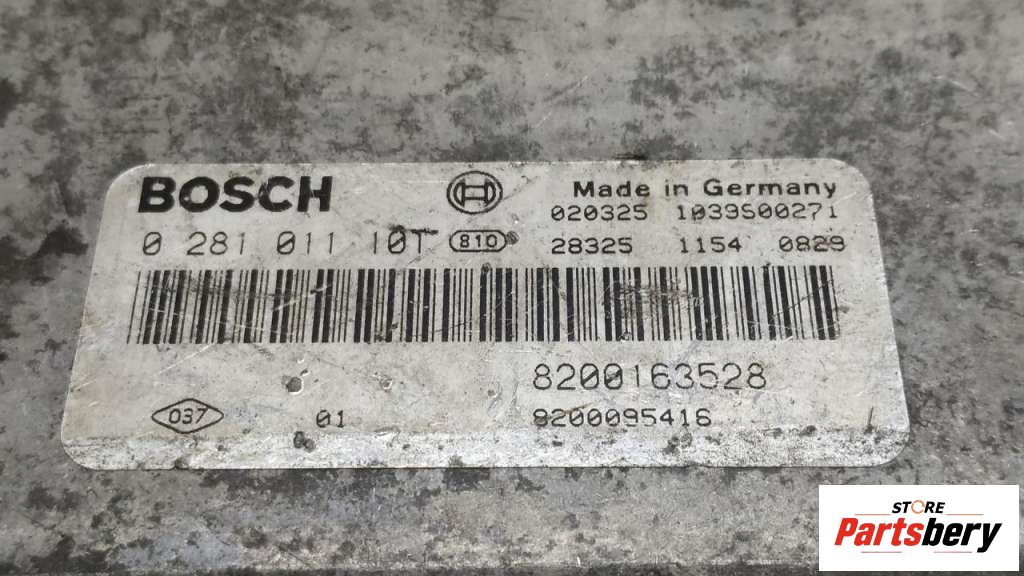 BOSCH
Made in Germany
020325 1039S00271
0 281 011 10T 810
28325 1154 0829
8200163528
8200095416
037 01
STORE
Partsbery